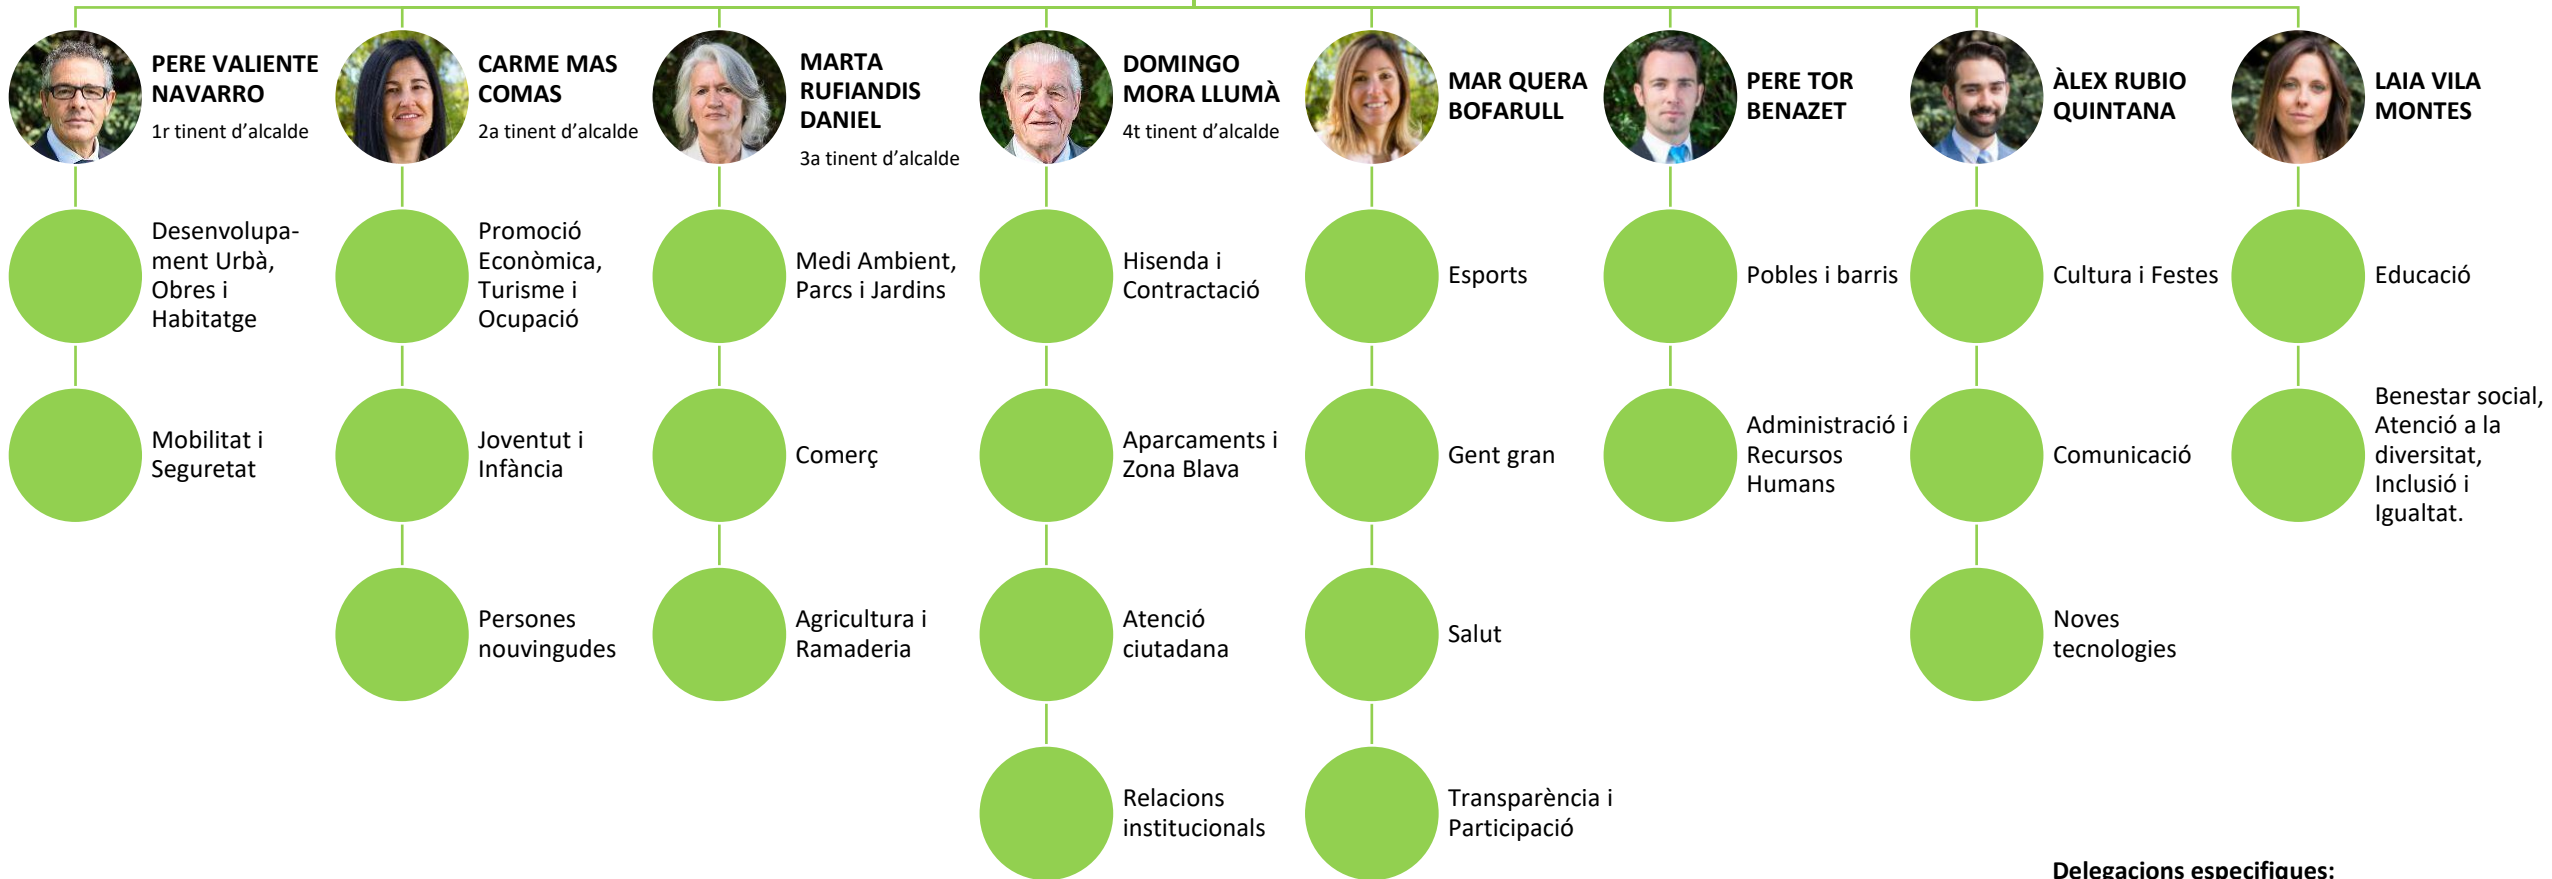 PERE VALIENTE
NAVARRO
1r tinent d’alcalde
Desenvolupa-
ment Urbà,
Obres i
Habitatge
Mobilitat i
Seguretat
CARME MAS
COMAS
2a tinent d’alcalde
Promoció
Econòmica,
Turisme i
Ocupació
Joventut i
Infància
Persones
nouvingudes
MARTA
RUFIANDIS
DANIEL
3a tinent d’alcalde
Medi Ambient,
Parcs i Jardins
Comerç
Agricultura i
Ramaderia
DOMINGO
MORA LLUMÀ
4t tinent d’alcalde
Hisenda i
Contractació
Aparcaments i
Zona Blava
Atenció
ciutadana
Relacions
institucionals
MAR QUERA
BOFARULL
Esports
Gent gran
Salut
Transparència i
Participació
PERE TOR
BENAZET
Pobles i barris
Administració i
Recursos
Humans
ÀLEX RUBIO
QUINTANA
Cultura i Festes
Comunicació
Noves
tecnologies
LAIA VILA
MONTES
Educació
Benestar social,
Atenció a la
diversitat,
Inclusió i
Igualtat.
Delegacions especifiques: